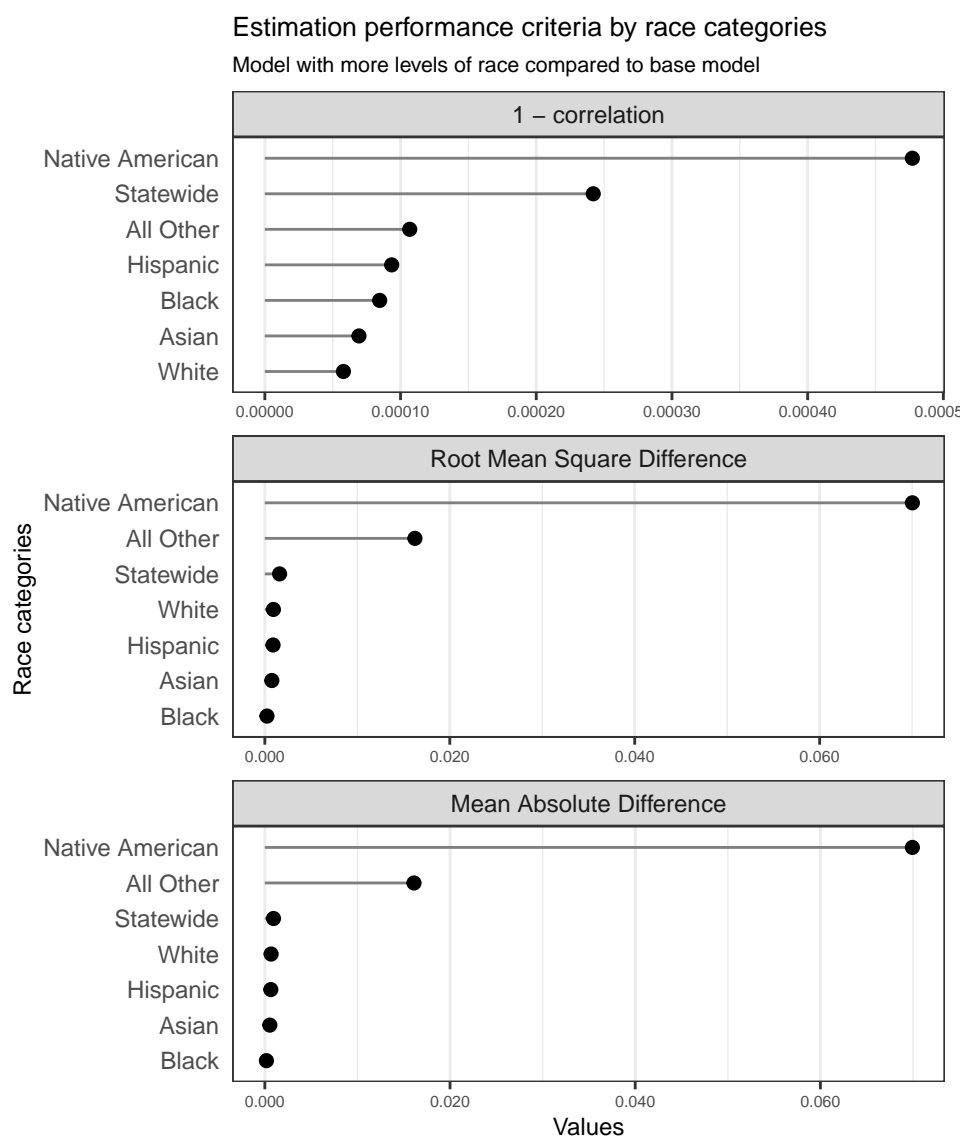 Estimation performance criteria by race categories
Model with more levels of race compared to base model
1 − correlation
Native American
Statewide
All Other
Hispanic
Black
Asian
White
0.00000 0.00010 0.00020 0.00030 0.00040 0.0005
Root Mean Square Difference
Native American
All Other
Statewide
White
Hispanic
Asian
Black
0.000 0.020 0.040 0.060
Race categories
Mean Absolute Difference
Native American
All Other
Statewide
White
Hispanic
Asian
Black
0.000 0.020 0.040 0.060
Values